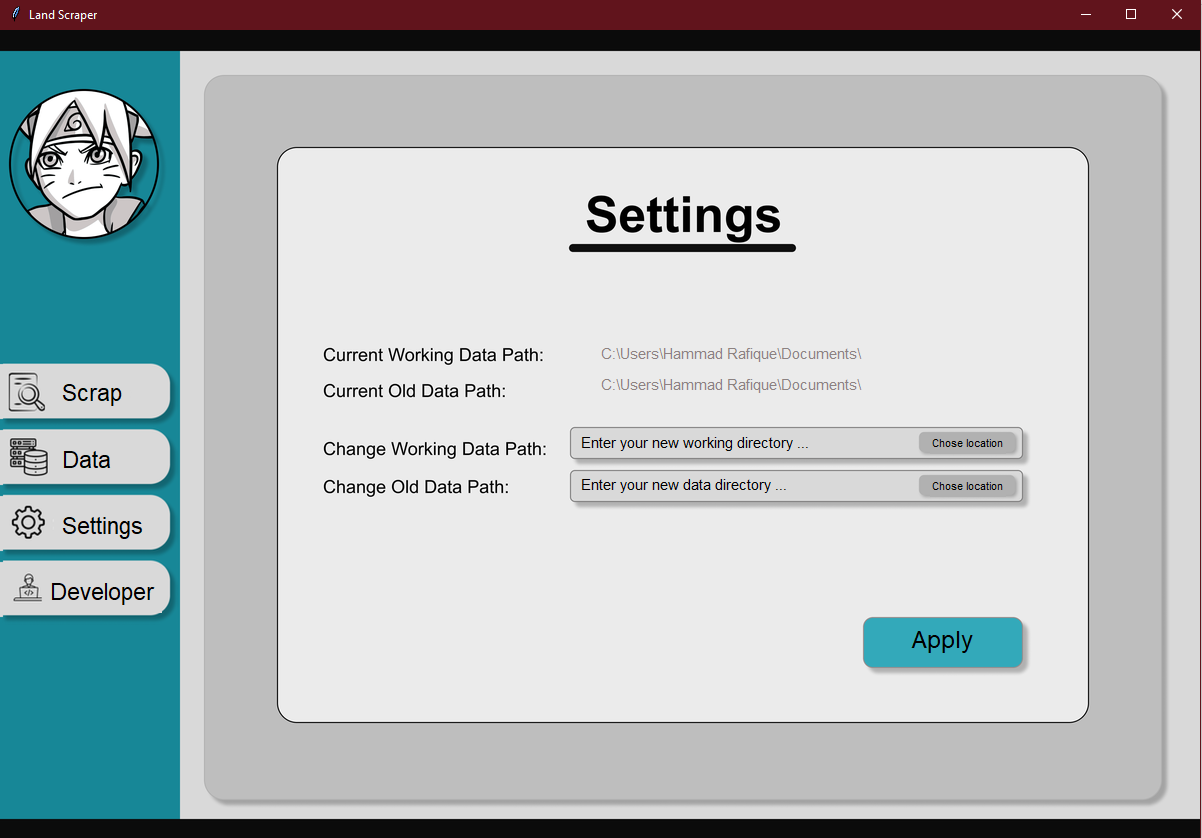 Land Scraper
Scrap
Data
Settings
Developer
Settings
Current Working Data Path: C:\Users\Hammad Rafique\Documents\
Current Old Data Path: C:\Users\Hammad Rafique\Documents\
Change Working Data Path: Enter your new working directory ... Chose location
Change Old Data Path: Enter your new data directory ... Chose location
Apply